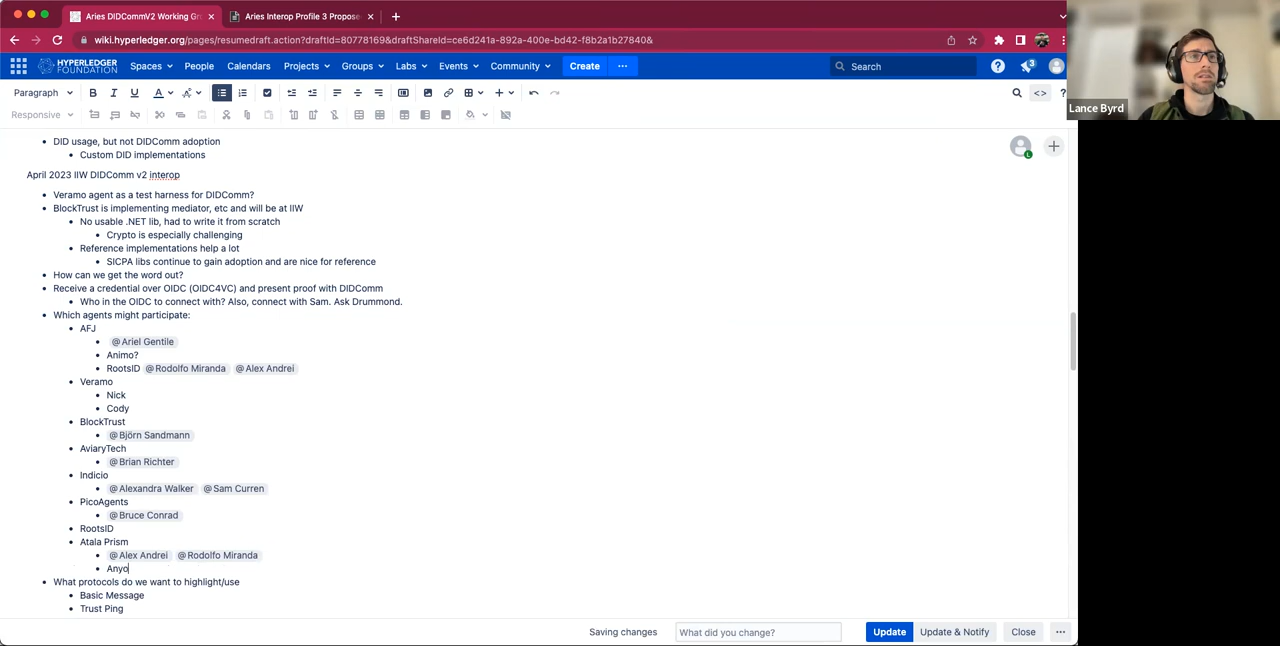 Aries DIDCommV2 Working Gr
Aries Interop Profile 3 Propose
wiki.hyperledger.org/pages/resumedraft.action?draftId=80778169&draftShareId=ce6d241a-892a-400e-bd42-f8b2a1b27840&
HYPERLEDGER FOUNDATION Spaces People Calendars Projects Groups Labs Events Community Create ··· Search ? 3
Paragraph B I U A <> ?
Responsive
Lance Byrd
DID usage, but not DIDComm adoption
Custom DID implementations
April 2023 IIW DIDComm v2 interop
Veramo agent as a test harness for DIDComm?
BlockTrust is implementing mediator, etc and will be at IIW
No usable .NET lib, had to write it from scratch
Crypto is especially challenging
Reference implementations help a lot
SICPA libs continue to gain adoption and are nice for reference
How can we get the word out?
Receive a credential over OIDC (OIDC4VC) and present proof with DIDComm
Who in the OIDC to connect with? Also, connect with Sam. Ask Drummond.
Which agents might participate:
AFJ
@Ariel Gentile
Animo?
RootsID @Rodolfo Miranda @Alex Andrei
Veramo
Nick
Cody
BlockTrust
@Björn Sandmann
AviaryTech
@Brian Richter
Indicio
@Alexandra Walker @Sam Curren
PicoAgents
@Bruce Conrad
RootsID
Atala Prism
@Alex Andrei @Rodolfo Miranda
Anyo
What protocols do we want to highlight/use
Basic Message
Trust Ping
Saving changes What did you change? Update Update & Notify Close ···